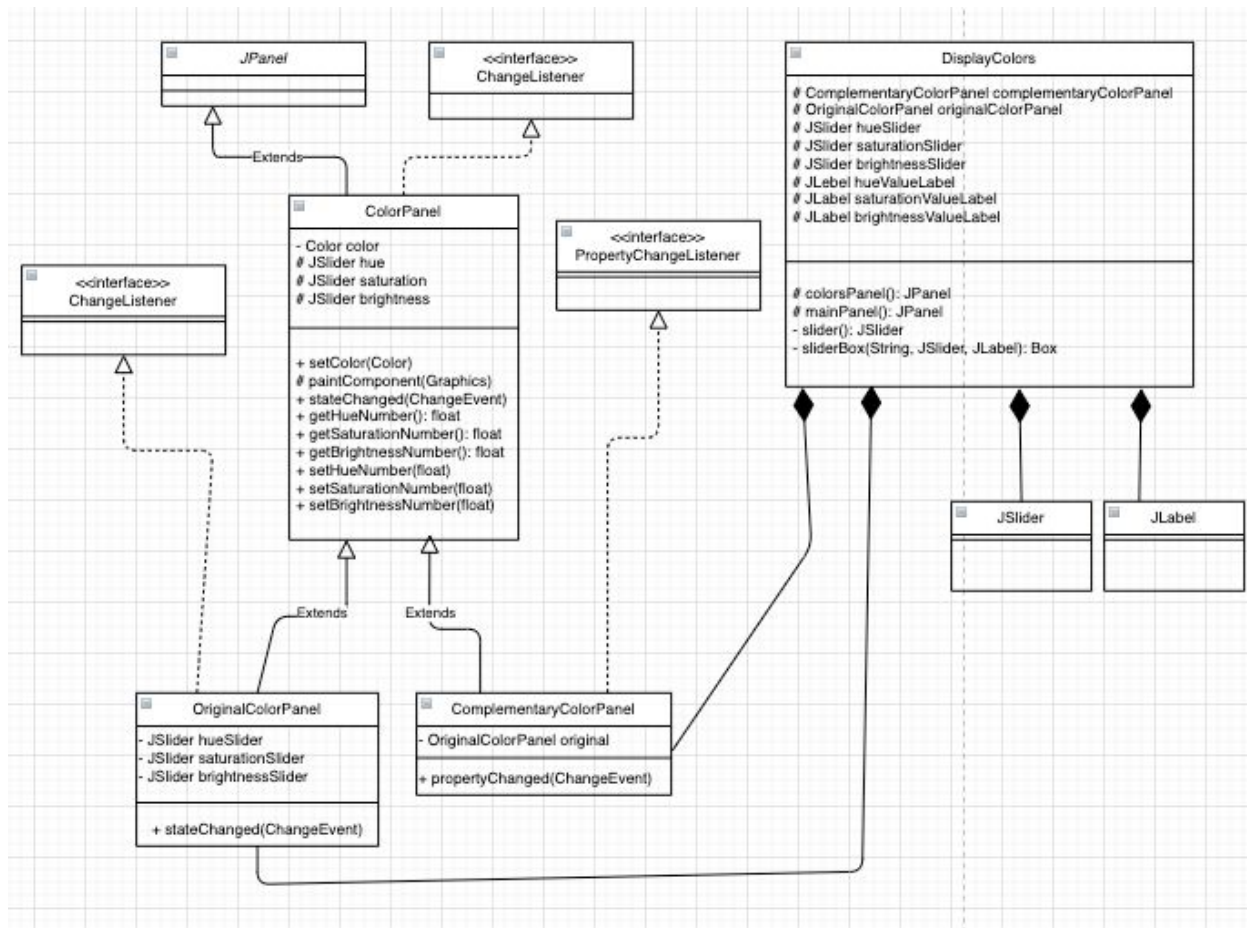 JPanel
<<interface>>
ChangeListener
Extends
ColorPanel
- Color color
# JSlider hue
# JSlider saturation
# JSlider brightness
+ setColor(Color)
# paintComponent(Graphics)
+ stateChanged(ChangeEvent)
+ getHueNumber(): float
+ getSaturationNumber(): float
+ getBrightnessNumber(): float
+ setHueNumber(float)
+ setSaturationNumber(float)
+ setBrightnessNumber(float)
<<interface>>
ChangeListener
<<interface>>
PropertyChangeListener
DisplayColors
# ComplementaryColorPanel complementaryColorPanel
# OriginalColorPanel originalColorPanel
# JSlider hueSlider
# JSlider saturationSlider
# JSlider brightnessSlider
# JLebel hueValueLabel
# JLabel saturationValueLabel
# JLabel brightnessValueLabel
# colorsPanel(): JPanel
# mainPanel(): JPanel
- slider(): JSlider
- sliderBox(String, JSlider, JLabel): Box
JSlider
JLabel
Extends
Extends
OriginalColorPanel
- JSlider hueSlider
- JSlider saturationSlider
- JSlider brightnessSlider
+ stateChanged(ChangeEvent)
ComplementaryColorPanel
- OriginalColorPanel original
+ propertyChanged(ChangeEvent)